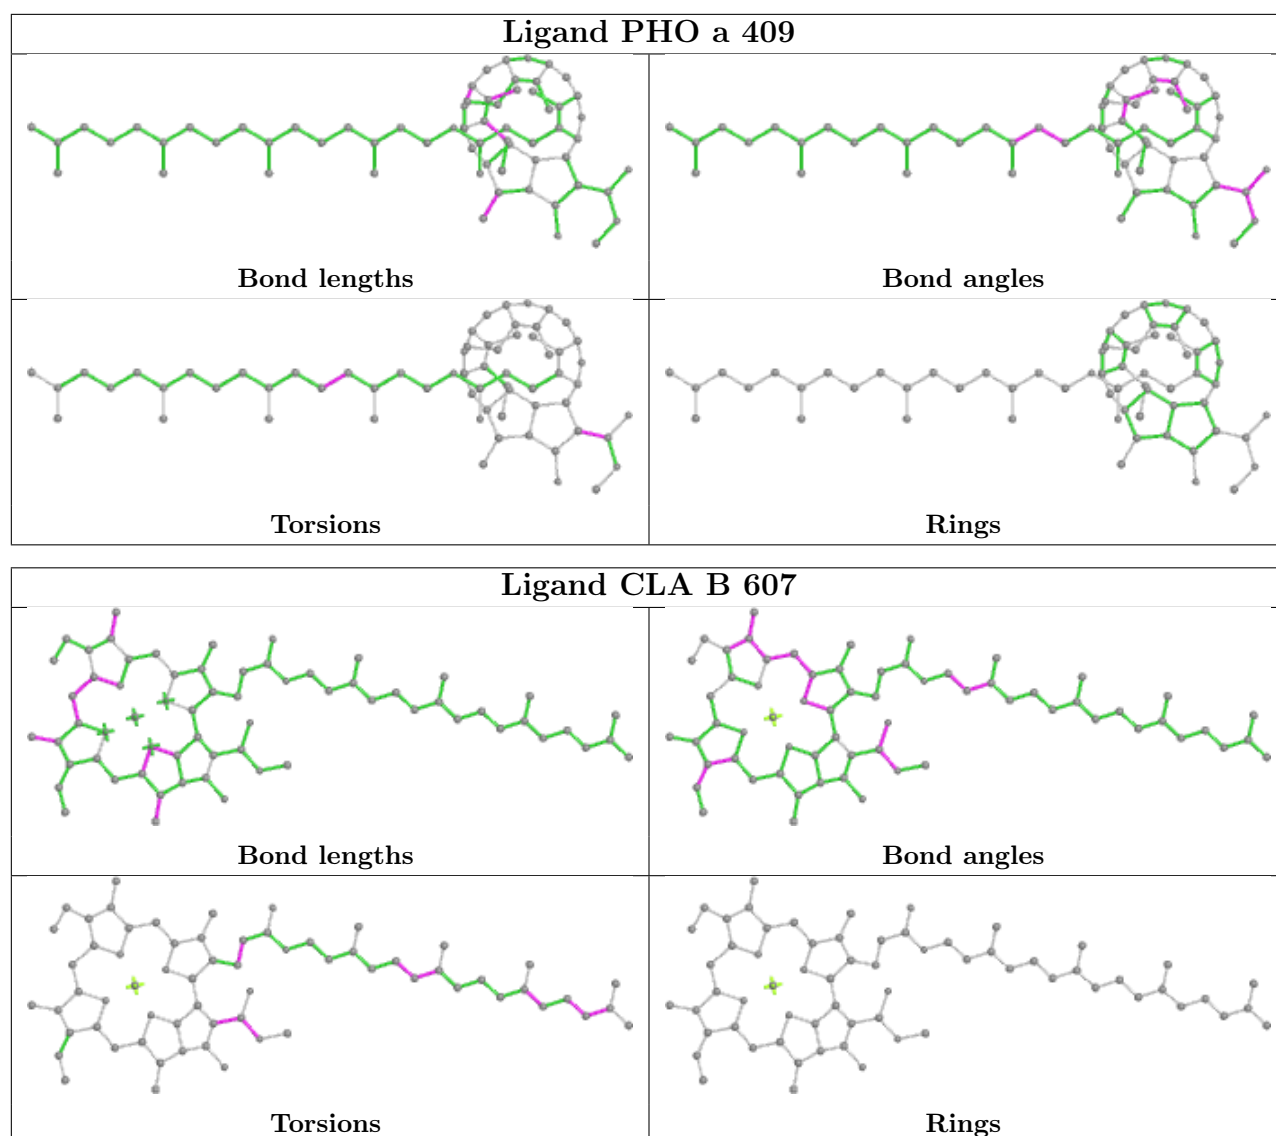 Ligand PHO a 409
Bond lengths
Bond angles
Torsions
Rings
Ligand CLA B 607
Bond lengths
Bond angles
Torsions
Rings